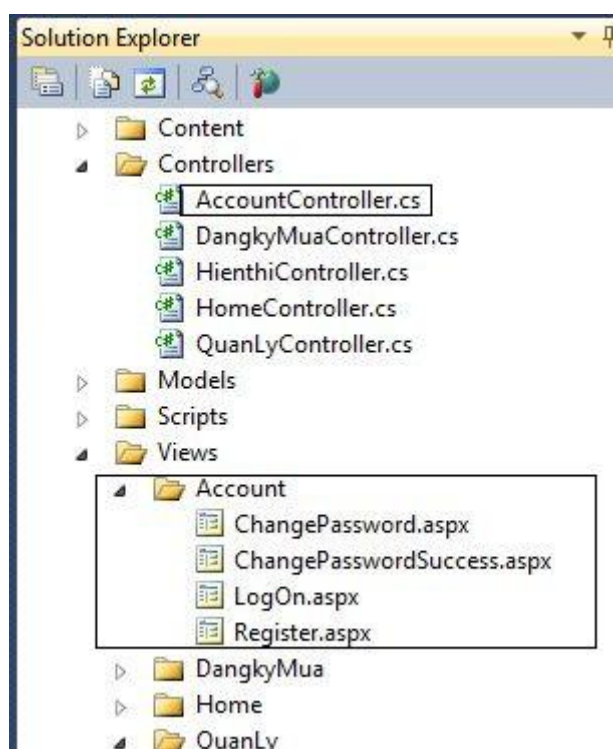 Solution Explorer
Content
Controllers
AccountController.cs
DangkyMuaController.cs
HienthiController.cs
HomeController.cs
QuanLyController.cs
Models
Scripts
Views
Account
ChangePassword.aspx
ChangePasswordSuccess.aspx
LogOn.aspx
Register.aspx
DangkyMua
Home
QuanLy